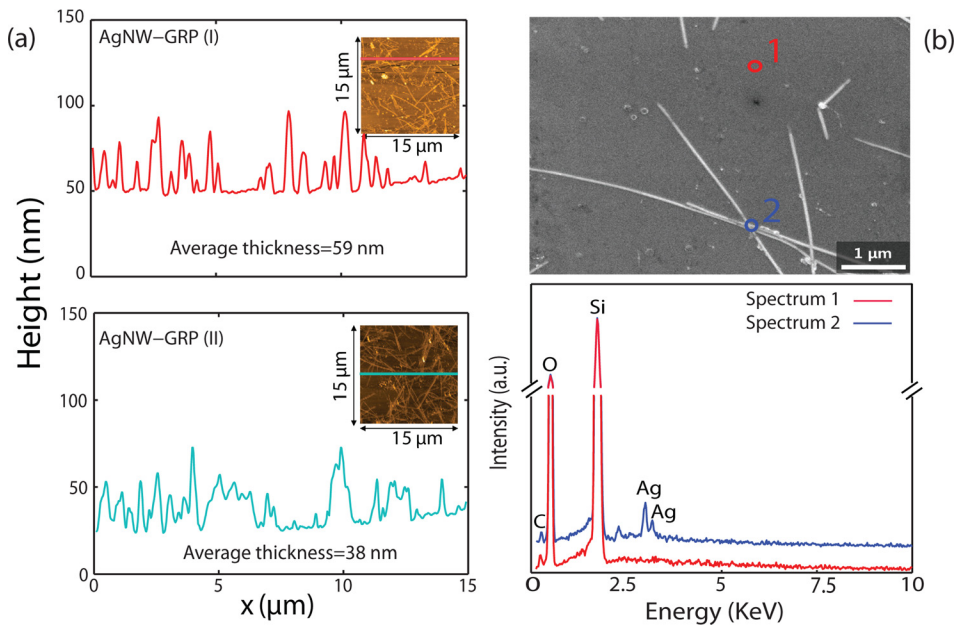 (a)
Height (nm)
150
100
50
0
AgNW–GRP (I)
15 μm
15 μm
Average thickness=59 nm
150
100
50
0
AgNW–GRP (II)
15 μm
15 μm
Average thickness=38 nm
0
5
10
15
x (μm)
(b)
1
2
1 μm
Intensity (a.u.)
Spectrum 1
Spectrum 2
Si
O
C
Ag
Ag
0
2.5
5
7.5
10
Energy (KeV)